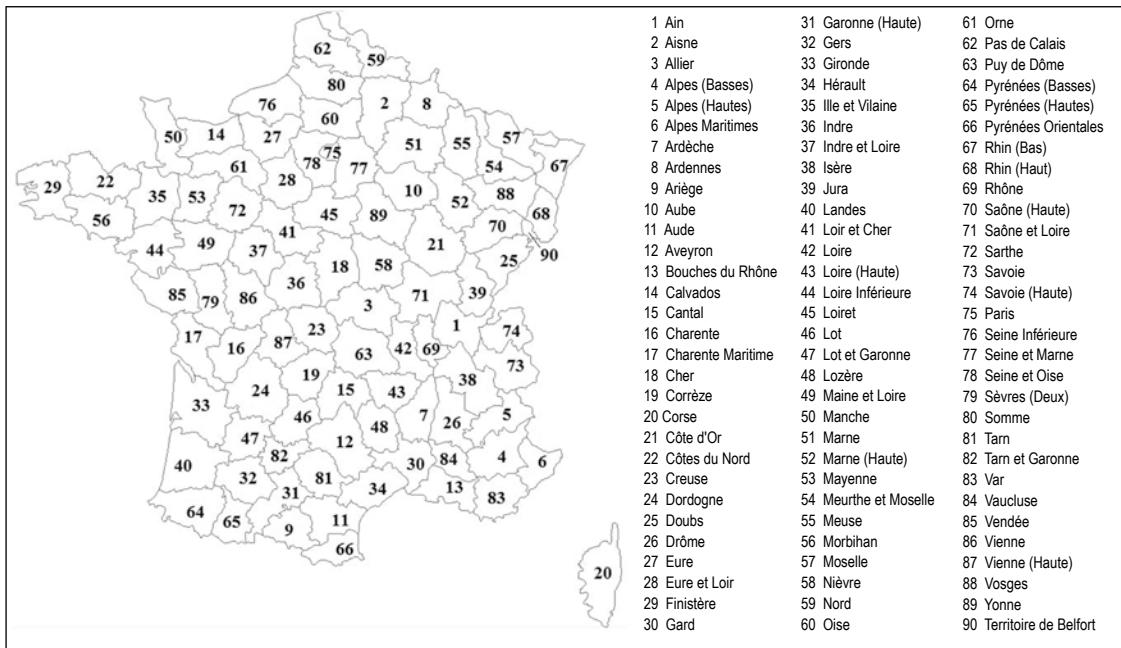 62
59
80
76
2
8
60
50
14
27
51
55
57
75
78
77
54
67
61
29
22
28
35
53
10
88
52
68
56
72
45
89
70
41
21
44
49
37
90
18
58
25
36
85
79
86
71
39
3
1
17
23
74
16
87
42
69
63
73
24
19
38
15
43
33
5
46
7
26
48
47
12
82
4
84
6
30
40
32
81
13
34
83
31
64
65
11
9
66
20
1 Ain
2 Aisne
3 Allier
4 Alpes (Basses)
5 Alpes (Hautes)
6 Alpes Maritimes
7 Ardèche
8 Ardennes
9 Ariège
10 Aube
11 Aude
12 Aveyron
13 Bouches du Rhône
14 Calvados
15 Cantal
16 Charente
17 Charente Maritime
18 Cher
19 Corrèze
20 Corse
21 Côte d'Or
22 Côtes du Nord
23 Creuse
24 Dordogne
25 Doubs
26 Drôme
27 Eure
28 Eure et Loir
29 Finistère
30 Gard
31 Garonne (Haute)
32 Gers
33 Gironde
34 Hérault
35 Ille et Vilaine
36 Indre
37 Indre et Loire
38 Isère
39 Jura
40 Landes
41 Loir et Cher
42 Loire
43 Loire (Haute)
44 Loire Inférieure
45 Loiret
46 Lot
47 Lot et Garonne
48 Lozère
49 Maine et Loire
50 Manche
51 Marne
52 Marne (Haute)
53 Mayenne
54 Meurthe et Moselle
55 Meuse
56 Morbihan
57 Moselle
58 Nièvre
59 Nord
60 Oise
61 Orne
62 Pas de Calais
63 Puy de Dôme
64 Pyrénées (Basses)
65 Pyrénées (Hautes)
66 Pyrénées Orientales
67 Rhin (Bas)
68 Rhin (Haut)
69 Rhône
70 Saône (Haute)
71 Saône et Loire
72 Sarthe
73 Savoie
74 Savoie (Haute)
75 Paris
76 Seine Inférieure
77 Seine et Marne
78 Seine et Oise
79 Sèvres (Deux)
80 Somme
81 Tarn
82 Tarn et Garonne
83 Var
84 Vaucluse
85 Vendée
86 Vienne
87 Vienne (Haute)
88 Vosges
89 Yonne
90 Territoire de Belfort